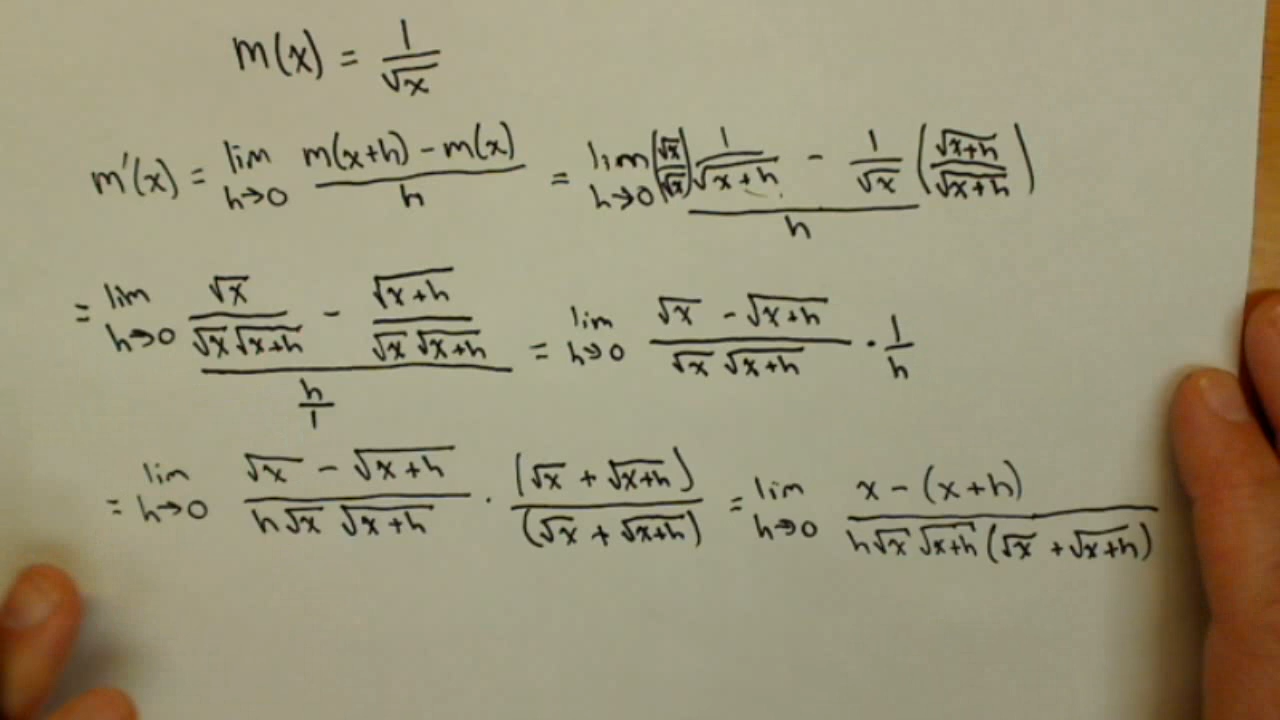 m(x) = 1/√x
m'(x) = lim h→0 (m(x+h) - m(x))/h = lim h→0 ((√x/√x) 1/√(x+h) - 1/√x (√(x+h)/√(x+h)))/h
= lim h→0 (√x/(√x √(x+h)) - √(x+h)/(√x √(x+h)))/(h/1) = lim h→0 (√x - √(x+h))/(√x √(x+h)) · 1/h
= lim h→0 (√x - √(x+h))/(h√x √(x+h)) · (√x + √(x+h))/(√x + √(x+h)) = lim h→0 (x - (x+h))/(h√x √(x+h) (√x + √(x+h)))